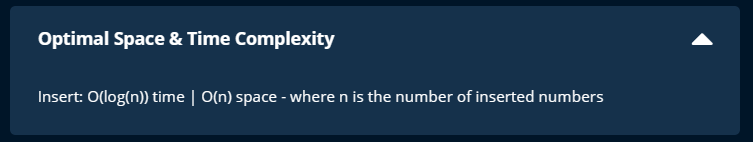 Optimal Space & Time Complexity
Insert: O(log(n)) time | O(n) space - where n is the number of inserted numbers